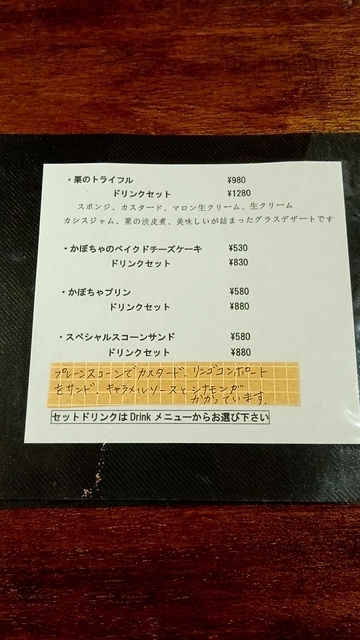 ・栗のトライフル ¥980
ドリンクセット ¥1280
スポンジ、カスタード、マロン生クリーム、生クリーム
カシスジャム、栗の渋皮煮、美味しいが詰まったグラスデザートです
・かぼちゃのベイクドチーズケーキ ¥530
ドリンクセット ¥830
・かぼちゃプリン ¥580
ドリンクセット ¥880
・スペシャルスコーンサンド ¥580
ドリンクセット ¥880
プレーンスコーンでカスタード、リンゴコンポート
をサンド。キャラメルソースとシナモンが
かかっています。
セットドリンクは Drink メニューからお選び下さい